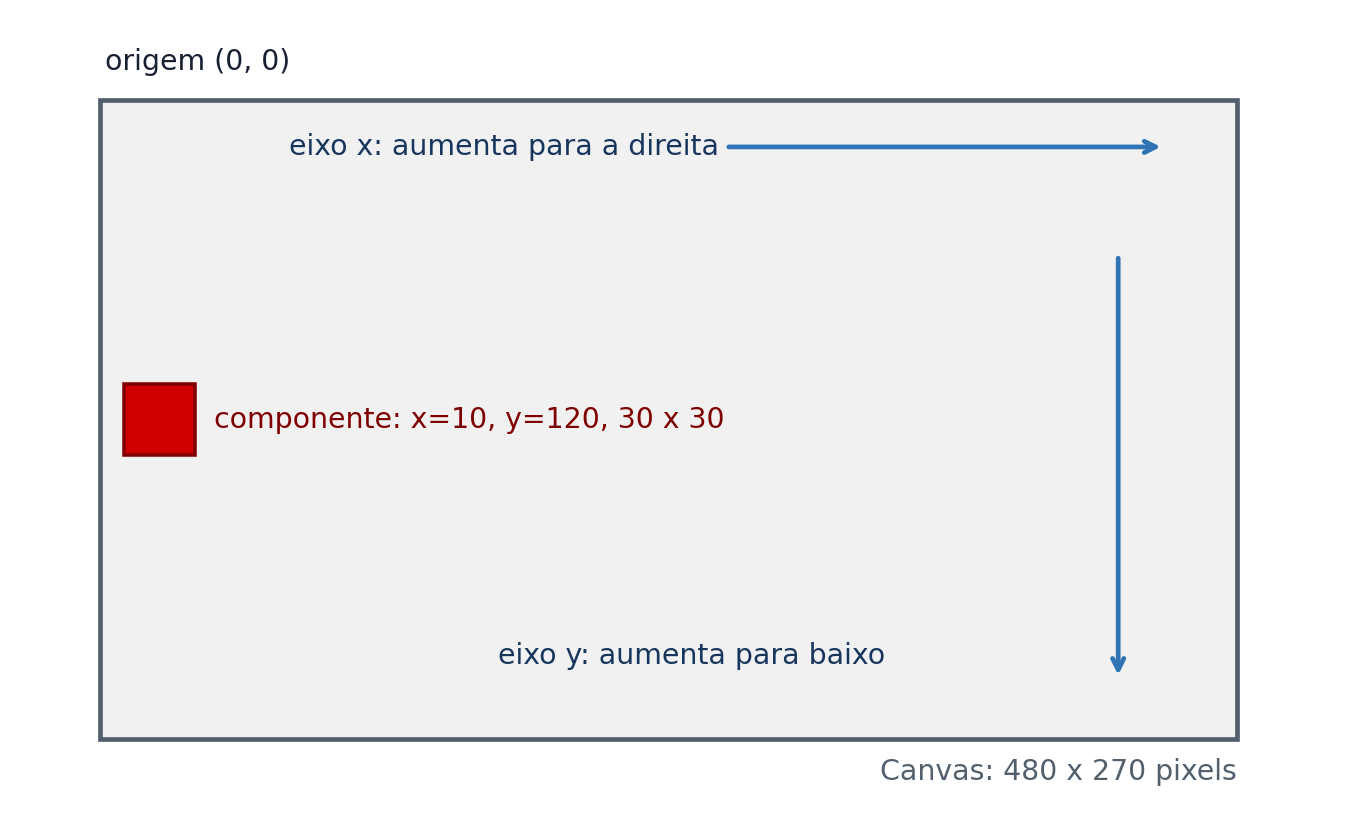 origem (0, 0)
eixo x: aumenta para a direita
componente: x=10, y=120, 30 x 30
eixo y: aumenta para baixo
Canvas: 480 x 270 pixels